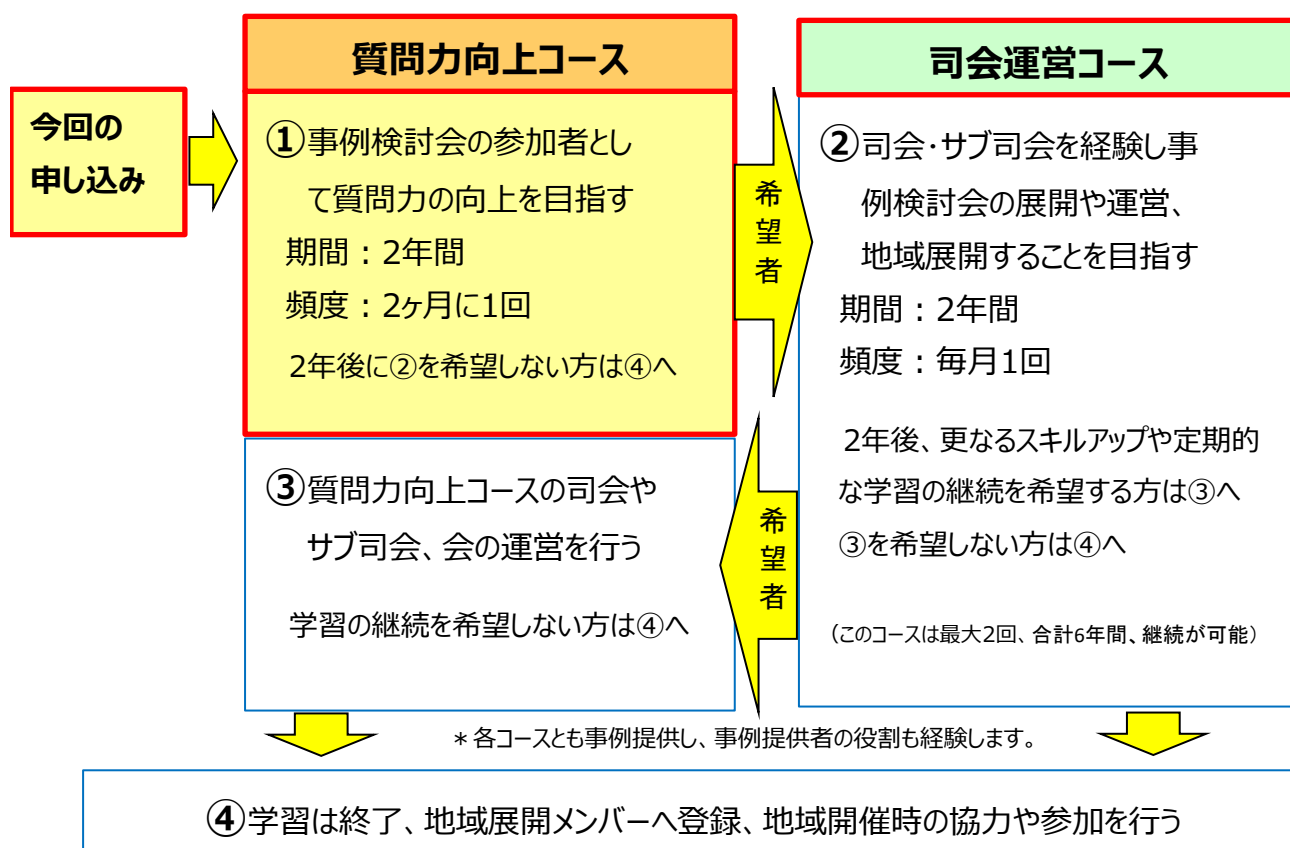 今回の
申し込み
質問力向上コース
①事例検討会の参加者とし
て質問力の向上を目指す
期間：2年間
頻度：2ヶ月に1回
2年後に②を希望しない方は④へ
希
望
者
司会運営コース
②司会・サブ司会を経験し事
例検討会の展開や運営、
地域展開することを目指す
期間：2年間
頻度：毎月1回
2年後、更なるスキルアップや定期的
な学習の継続を希望する方は③へ
③を希望しない方は④へ
（このコースは最大2回、合計6年間、継続が可能）
希
望
者
③質問力向上コースの司会や
サブ司会、会の運営を行う
学習の継続を希望しない方は④へ
＊各コースとも事例提供し、事例提供者の役割も経験します。
④学習は終了、地域展開メンバーへ登録、地域開催時の協力や参加を行う